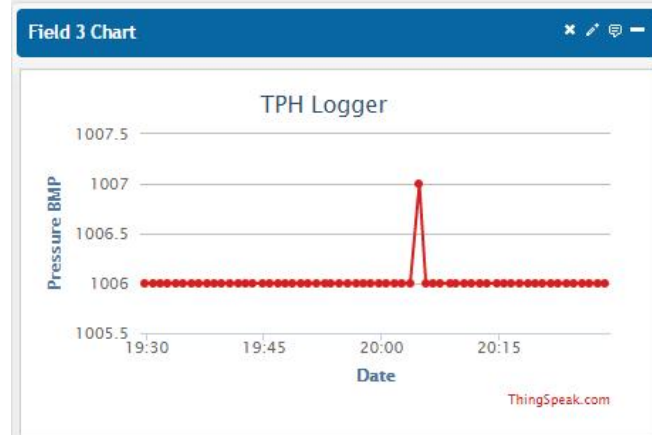 Field 3 Chart
TPH Logger
Pressure BMP
1007.5
1007
1006.5
1006
1005.5
19:30 19:45 20:00 20:15
Date
ThingSpeak.com